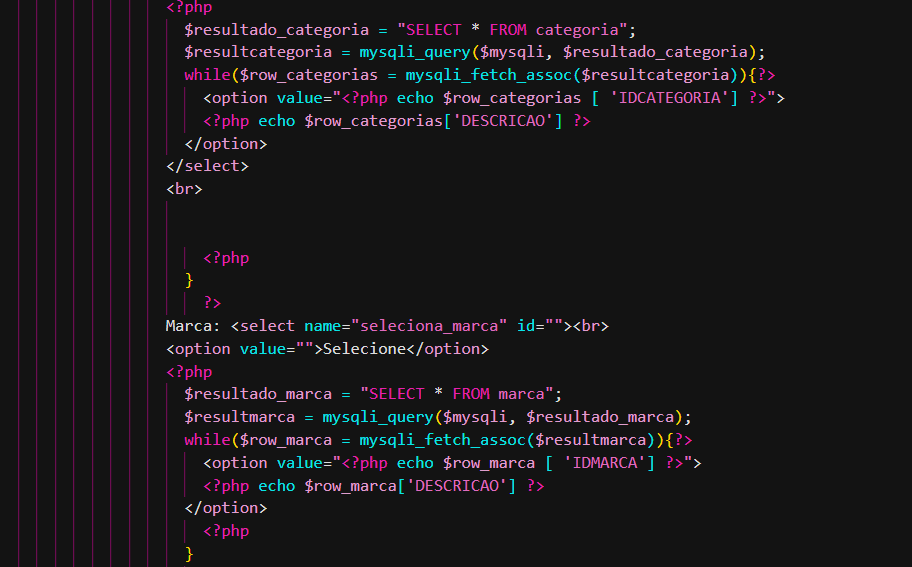 <?php
$resultado_categoria = "SELECT * FROM categoria";
$resultcategoria = mysqli_query($mysqli, $resultado_categoria);
while($row_categorias = mysqli_fetch_assoc($resultcategoria)){?>
<option value="<?php echo $row_categorias [ 'IDCATEGORIA'] ?>">
<?php echo $row_categorias['DESCRICAO'] ?>
</option>
</select>
<br>
<?php
}
?>
Marca: <select name="seleciona_marca" id=""><br>
<option value="">Selecione</option>
<?php
$resultado_marca = "SELECT * FROM marca";
$resultmarca = mysqli_query($mysqli, $resultado_marca);
while($row_marca = mysqli_fetch_assoc($resultmarca)){?>
<option value="<?php echo $row_marca [ 'IDMARCA'] ?>">
<?php echo $row_marca['DESCRICAO'] ?>
</option>
<?php
}